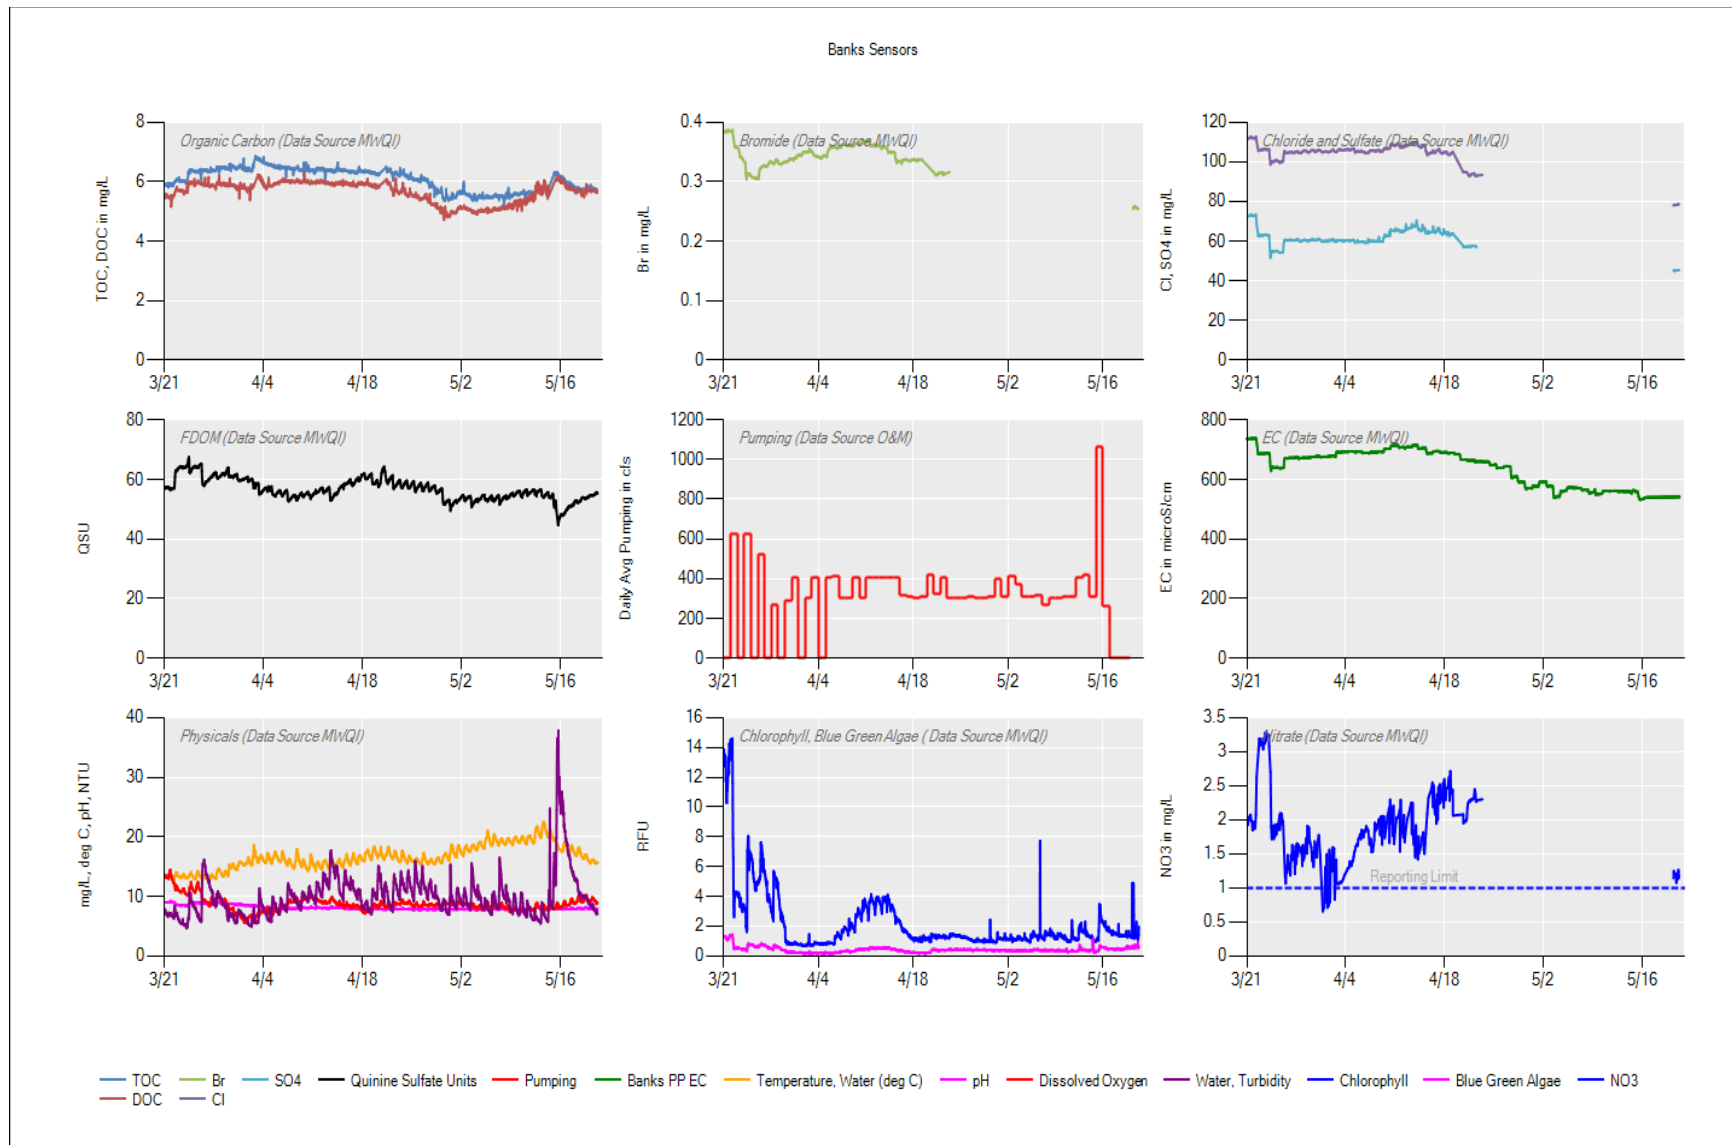 Banks Sensors
Organic Carbon (Data Source MWQI)
TOC, DOC in mg/L
8
6
4
2
0
3/21 4/4 4/18 5/2 5/16
Bromide (Data Source MWQI)
Br in mg/L
0.4
0.3
0.2
0.1
0
3/21 4/4 4/18 5/2 5/16
Chloride and Sulfate (Data Source MWQI)
Cl, SO4 in mg/L
120
100
80
60
40
20
0
3/21 4/4 4/18 5/2 5/16
FDOM (Data Source MWQI)
QSU
80
60
40
20
0
3/21 4/4 4/18 5/2 5/16
Pumping (Data Source O&M)
Daily Avg Pumping in cfs
1200
1000
800
600
400
200
0
3/21 4/4 4/18 5/2 5/16
EC (Data Source MWQI)
EC in microS/cm
800
600
400
200
0
3/21 4/4 4/18 5/2 5/16
Physicals (Data Source MWQI)
mg/L, deg C, pH, NTU
40
30
20
10
0
3/21 4/4 4/18 5/2 5/16
Chlorophyll, Blue Green Algae ( Data Source MWQI)
RFU
16
14
12
10
8
6
4
2
0
3/21 4/4 4/18 5/2 5/16
Nitrate (Data Source MWQI)
NO3 in mg/L
3.5
3
2.5
2
1.5
1
0.5
0
Reporting Limit
3/21 4/4 4/18 5/2 5/16
TOC Br SO4 Quinine Sulfate Units Pumping Banks PP EC Temperature, Water (deg C) pH Dissolved Oxygen Water, Turbidity Chlorophyll Blue Green Algae NO3
DOC Cl